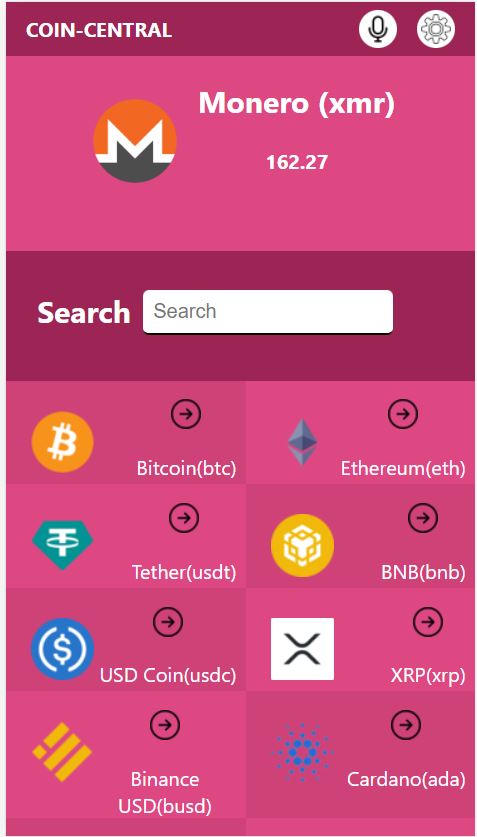 COIN-CENTRAL
Monero (xmr)
162.27
Search
Search
Bitcoin(btc)
Ethereum(eth)
Tether(usdt)
BNB(bnb)
USD Coin(usdc)
XRP(xrp)
Binance
USD(busd)
Cardano(ada)